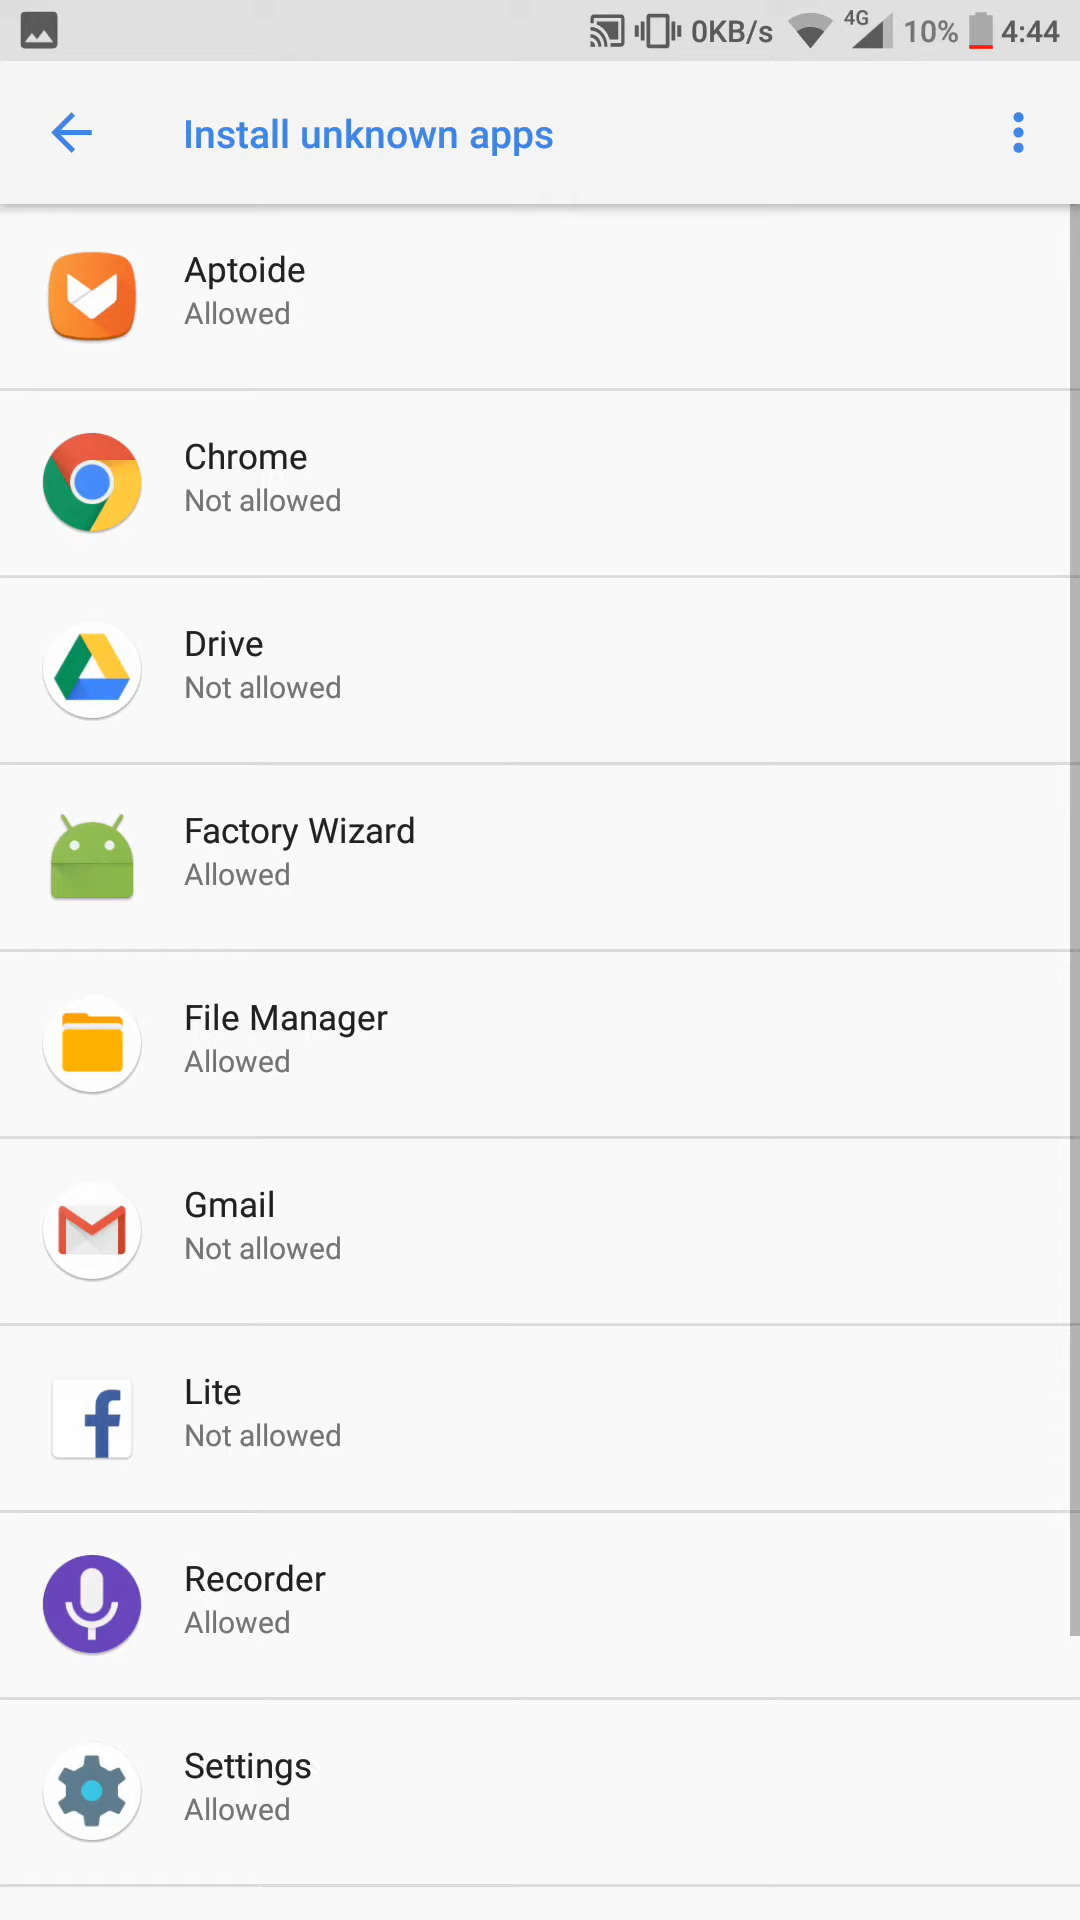 0KB/s 4G 10% 4:44
Install unknown apps
Aptoide
Allowed
Chrome
Not allowed
Drive
Not allowed
Factory Wizard
Allowed
File Manager
Allowed
Gmail
Not allowed
Lite
Not allowed
Recorder
Allowed
Settings
Allowed